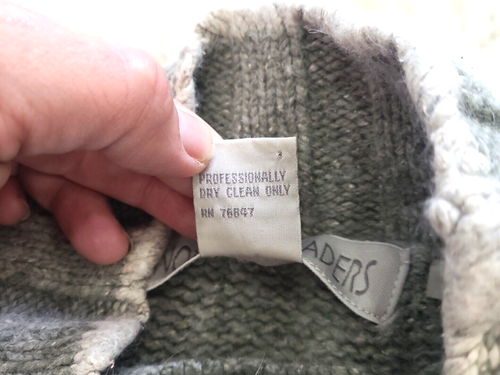 PROFESSIONALLY
DRY CLEAN ONLY
RN 76847
ADERS